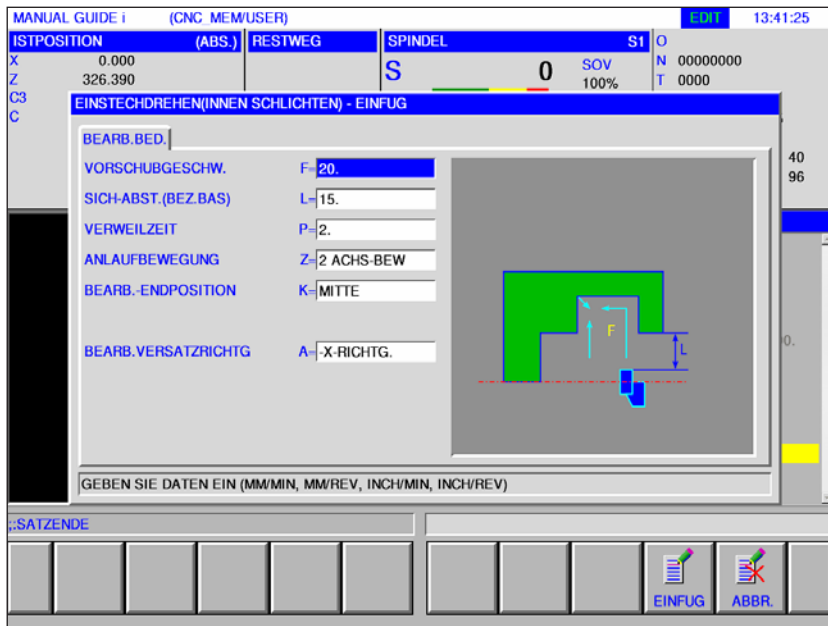 MANUAL GUIDE i (CNC_MEM/USER) EDIT 13:41:25
ISTPOSITION (ABS.) RESTWEG SPINDEL S1 O
X 0.000 N 00000000
Z 326.390 S 0 SOV 100% T 0000
C3
C
EINSTECHDREHEN(INNEN SCHLICHTEN) - EINFUG
BEARB.BED.
VORSCHUBGESCHW. F= 20.
SICH-ABST.(BEZ.BAS) L= 15.
VERWEILZEIT P= 2.
ANLAUFBEWEGUNG Z= 2 ACHS-BEW
BEARB.-ENDPOSITION K= MITTE
BEARB.VERSATZRICHTG A= -X-RICHTG.
F
L
40
96
0.
GEBEN SIE DATEN EIN (MM/MIN, MM/REV, INCH/MIN, INCH/REV)
;:SATZENDE
EINFUG ABBR.